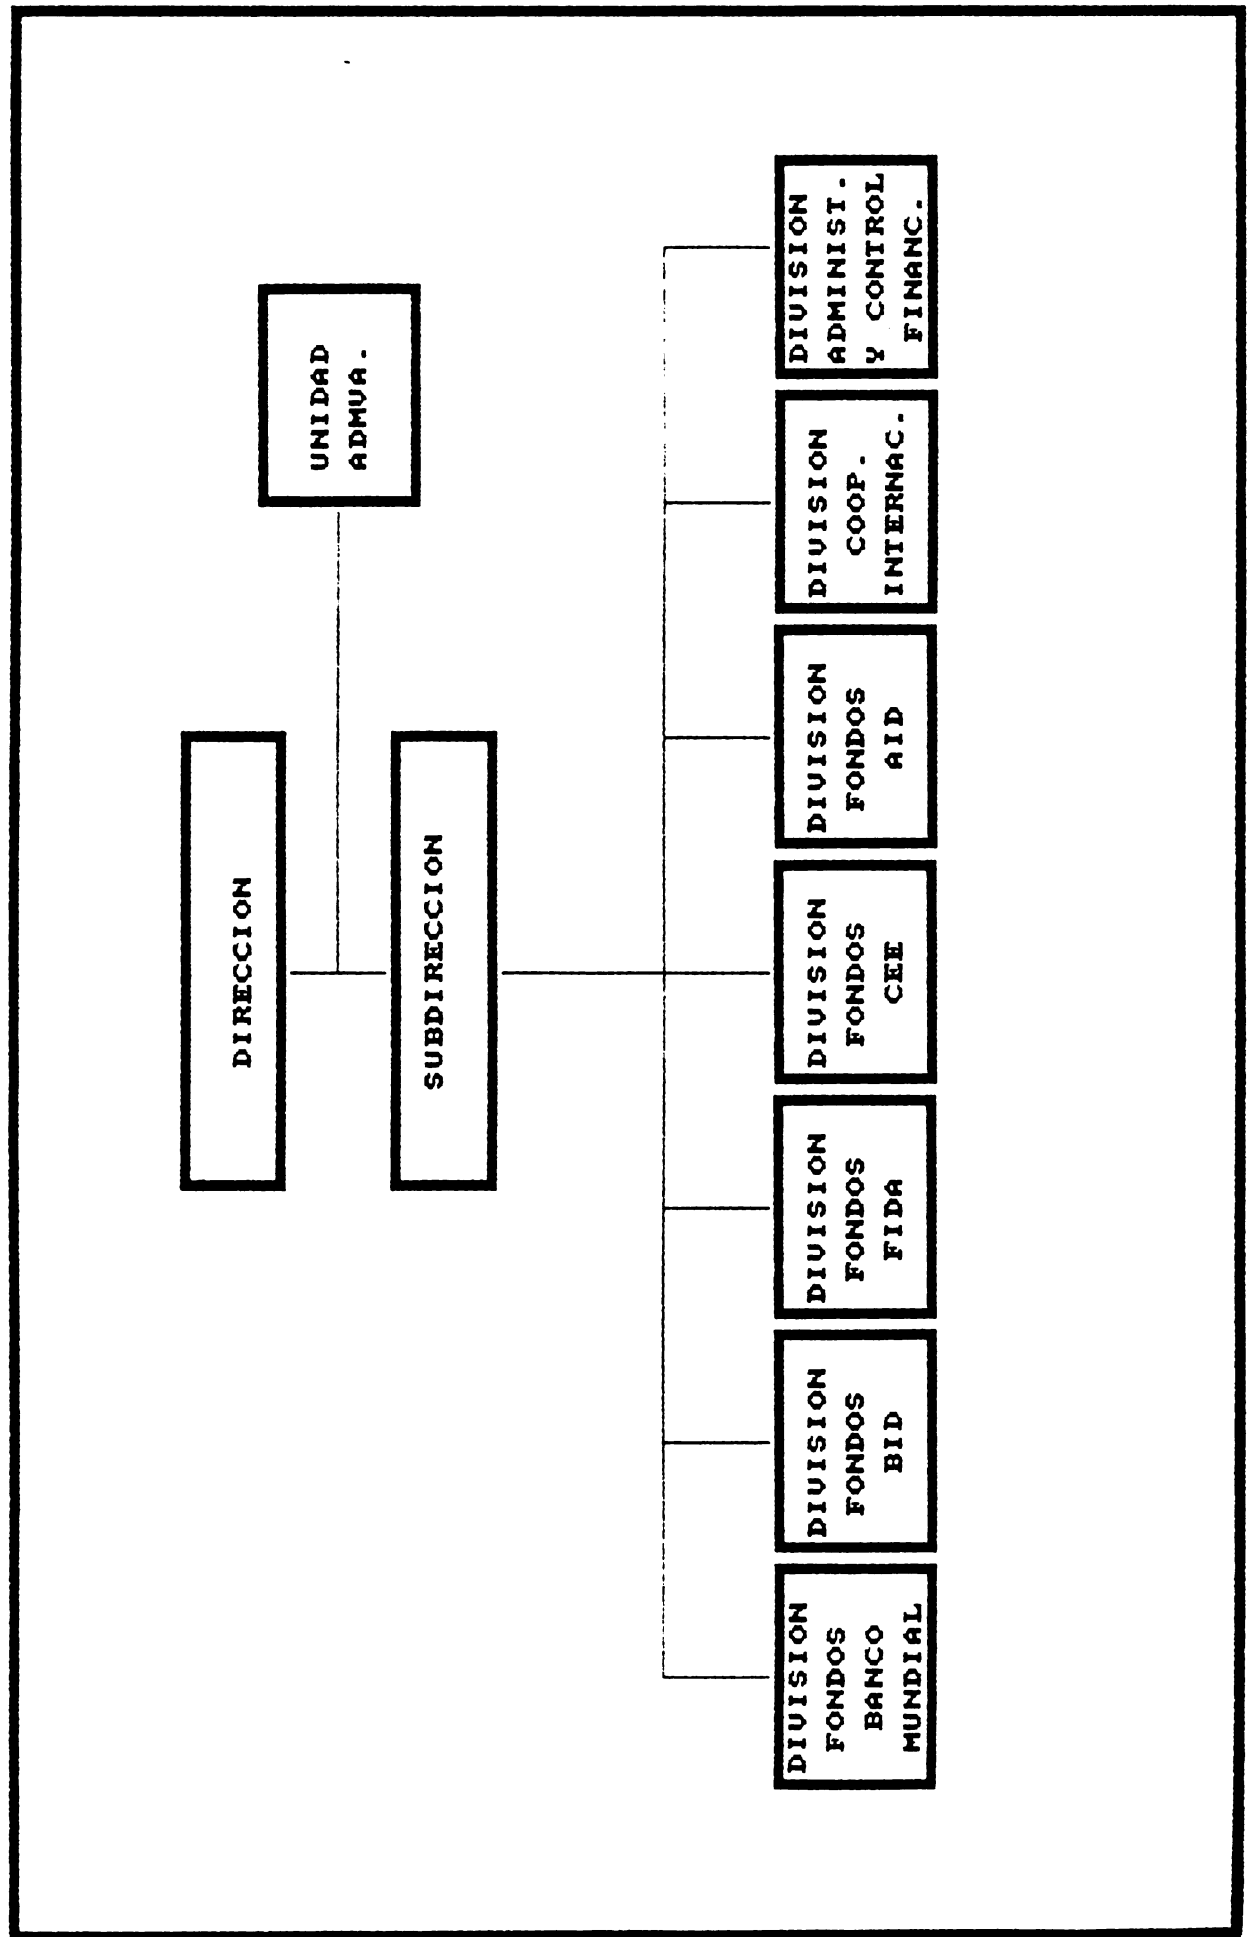 DIRECCION
UNIDAD
ADMVA.
SUBDIRECCION
DIVISION
FONDOS
BANCO
MUNDIAL
DIVISION
FONDOS
BID
DIVISION
FONDOS
FIDA
DIVISION
FONDOS
CEE
DIVISION
FONDOS
AID
DIVISION
COOP.
INTERNAC.
DIVISION
ADMINIST.
Y CONTROL
FINANC.